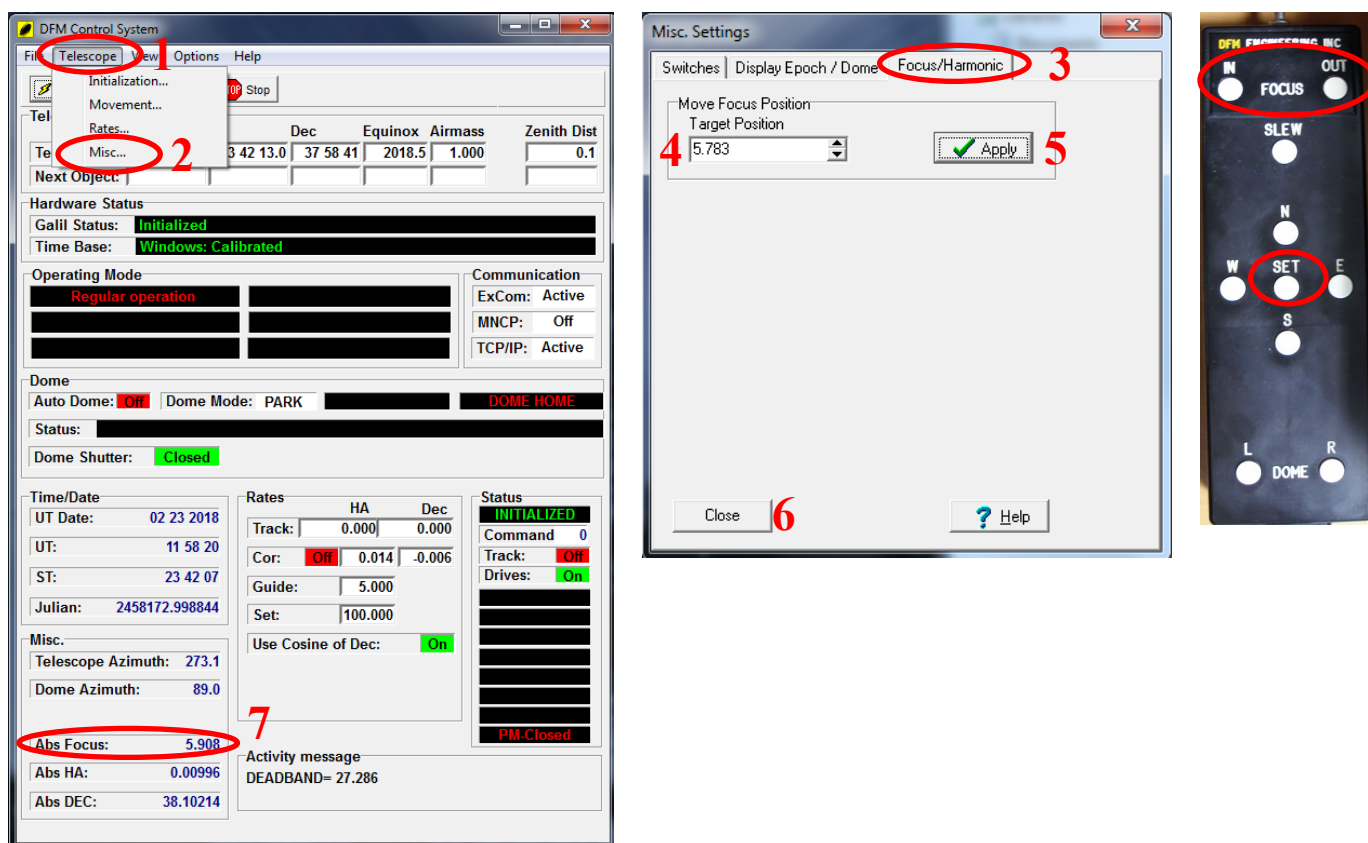 DFM Control System
File Telescope View Options Help
1
Initialization...
Movement...
Rates...
Misc...
2
Stop
Dec Equinox Airmass Zenith Dist
3 42 13.0 37 58 41 2018.5 1.000 0.1
Next Object:
Hardware Status
Galil Status: Initialized
Time Base: Windows: Calibrated
Operating Mode
Regular operation
Communication
ExCom: Active
MNCP: Off
TCP/IP: Active
Dome
Auto Dome: Off Dome Mode: PARK DOME HOME
Status:
Dome Shutter: Closed
Time/Date
UT Date: 02 23 2018
UT: 11 58 20
ST: 23 42 07
Julian: 2458172.998844
Misc.
Telescope Azimuth: 273.1
Dome Azimuth: 89.0
Abs Focus: 5.908
7
Abs HA: 0.00996
Abs DEC: 38.10214
Rates
HA Dec
Track: 0.000 0.000
Cor: Off 0.014 -0.006
Guide: 5.000
Set: 100.000
Use Cosine of Dec: On
Status
INITIALIZED
Command 0
Track: Off
Drives: On
PM-Closed
Activity message
DEADBAND= 27.286
Misc. Settings
Switches Display Epoch / Dome Focus/Harmonic
3
Move Focus Position
Target Position
4 5.783 Apply 5
Close 6 Help
DFM ENGINEERING INC
IN OUT
FOCUS
SLEW
N
W SET E
S
L R
DOME